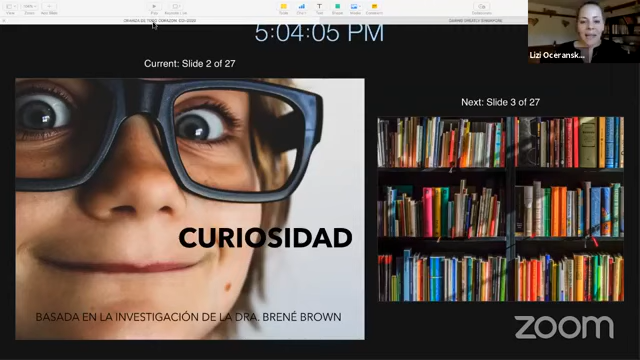 5:04:05 PM
Lizi Oceransk...
Current: Slide 2 of 27
Next: Slide 3 of 27
CURIOSIDAD
BASADA EN LA INVESTIGACIÓN DE LA DRA. BRENÉ BROWN
zoom